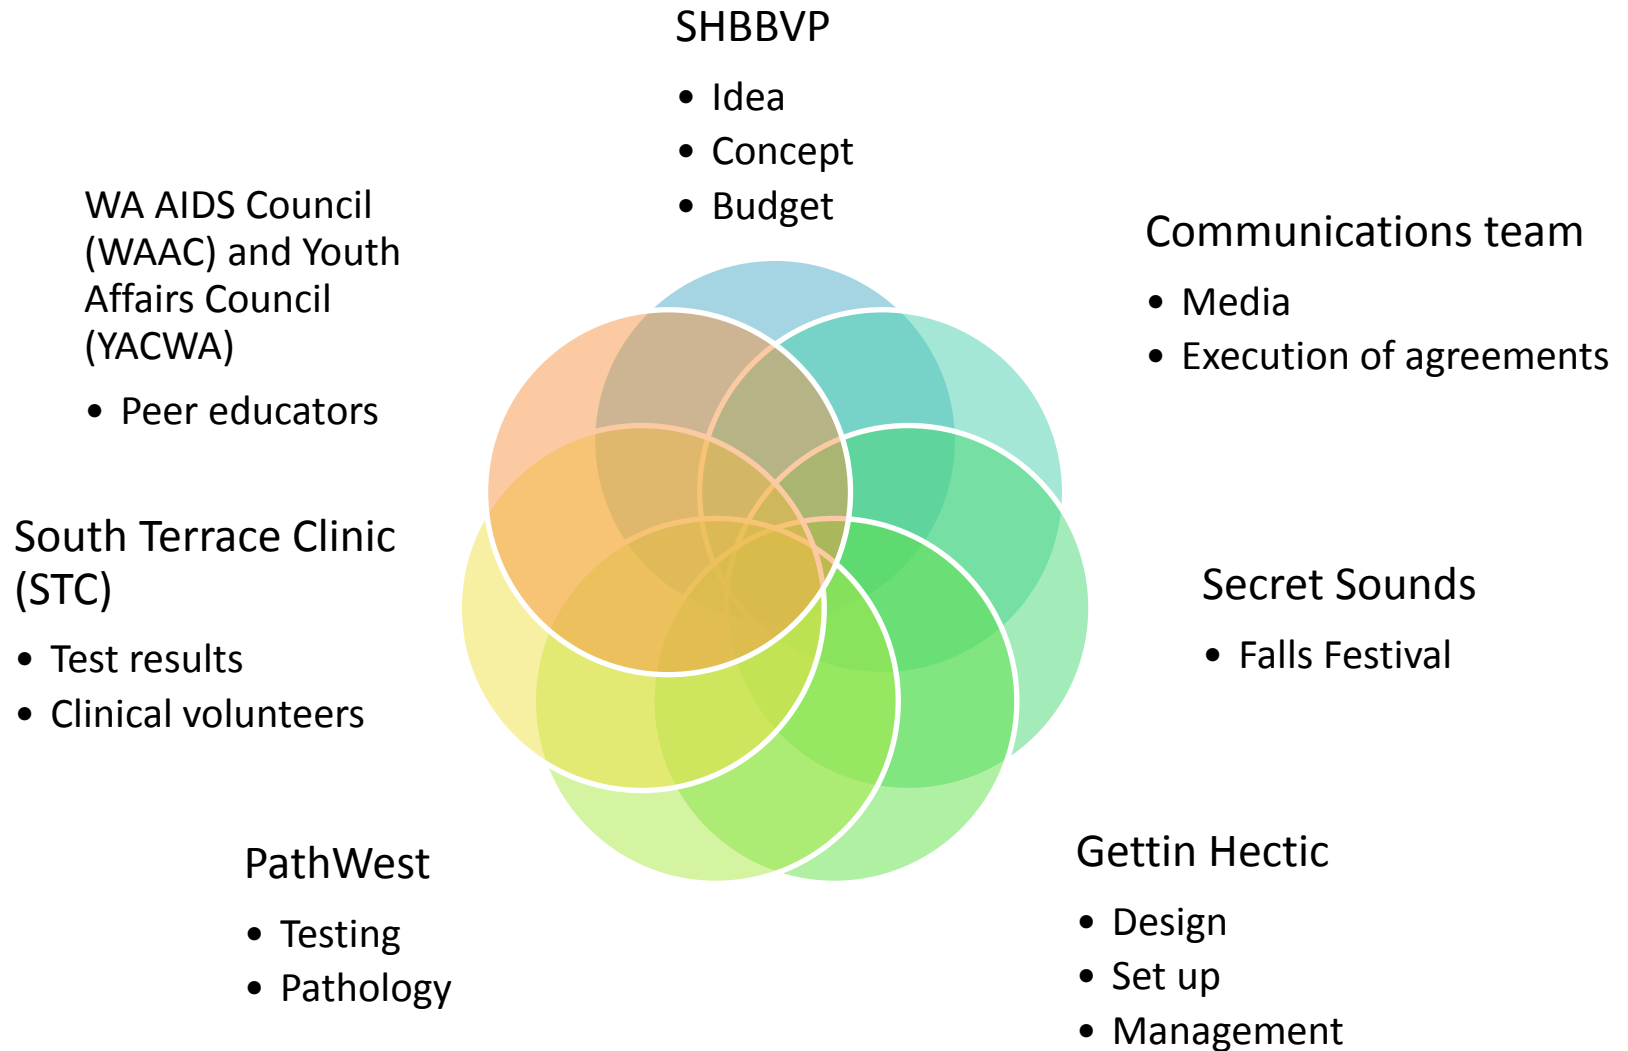 SHBBVP
• Idea
• Concept
• Budget
Communications team
• Media
• Execution of agreements
Secret Sounds
• Falls Festival
Gettin Hectic
• Design
• Set up
• Management
PathWest
• Testing
• Pathology
South Terrace Clinic
(STC)
• Test results
• Clinical volunteers
WA AIDS Council
(WAAC) and Youth
Affairs Council
(YACWA)
• Peer educators